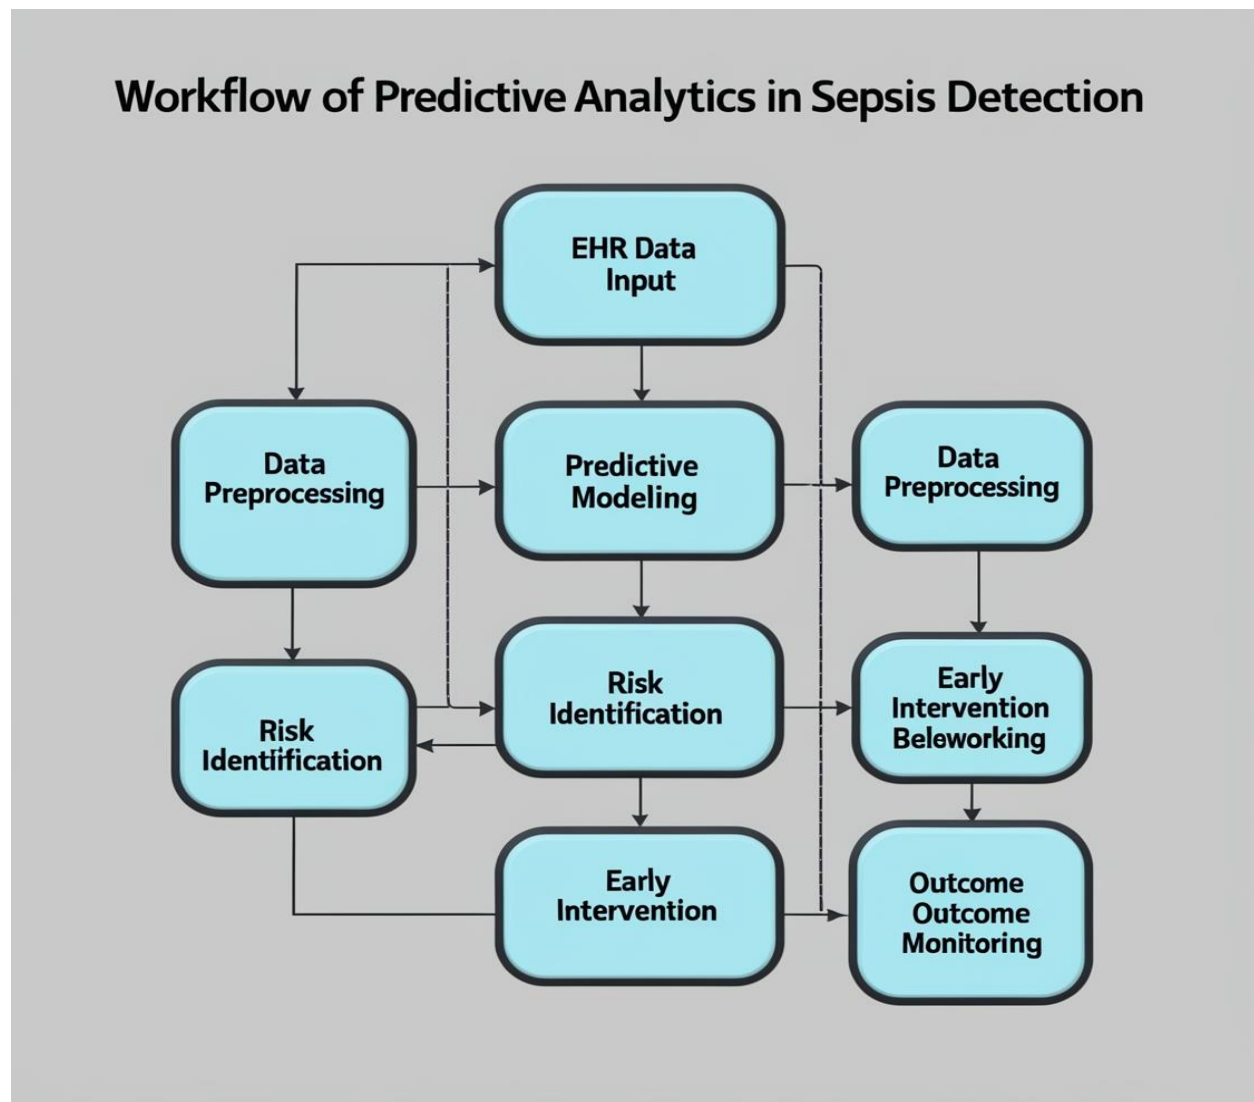 Workflow of Predictive Analytics in Sepsis Detection
EHR Data
Input
Data
Preprocessing
Predictive
Modeling
Data
Preprocessing
Risk
Identiification
Risk
Identification
Early
Intervention
Beleworking
Early
Intervention
Outcome
Outcome
Monitoring